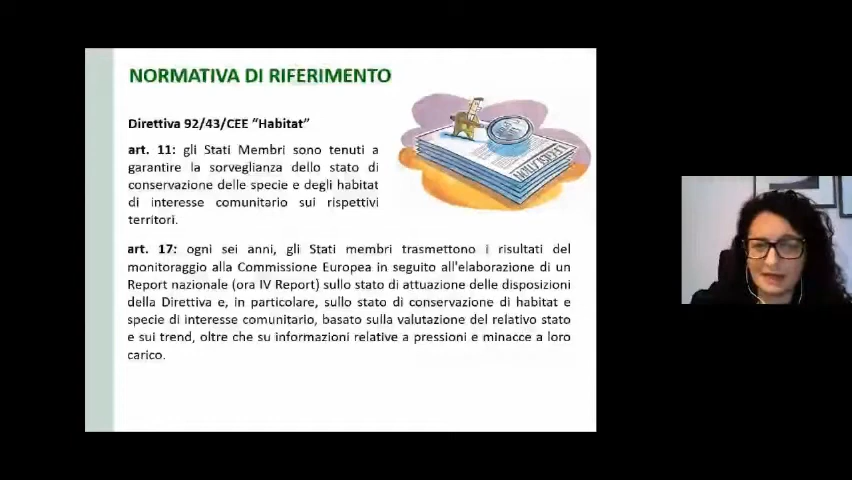 NORMATIVA DI RIFERIMENTO
Direttiva 92/43/CEE “Habitat”
art. 11: gli Stati Membri sono tenuti a
garantire la sorveglianza dello stato di
conservazione delle specie e degli habitat
di interesse comunitario sui rispettivi
territori.
LEGISLATION
art. 17: ogni sei anni, gli Stati membri trasmettono i risultati del
monitoraggio alla Commissione Europea in seguito all'elaborazione di un
Report nazionale (ora IV Report) sullo stato di attuazione delle disposizioni
della Direttiva e, in particolare, sullo stato di conservazione di habitat e
specie di interesse comunitario, basato sulla valutazione del relativo stato
e sui trend, oltre che su informazioni relative a pressioni e minacce a loro
carico.